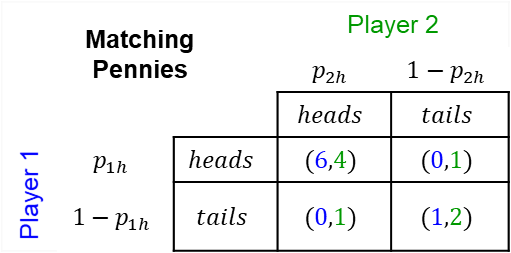 Matching
Pennies
Player 2
p₂ₕ 1 − p₂ₕ
heads tails
Player 1
p₁ₕ heads (6,4) (0,1)
1 − p₁ₕ tails (0,1) (1,2)